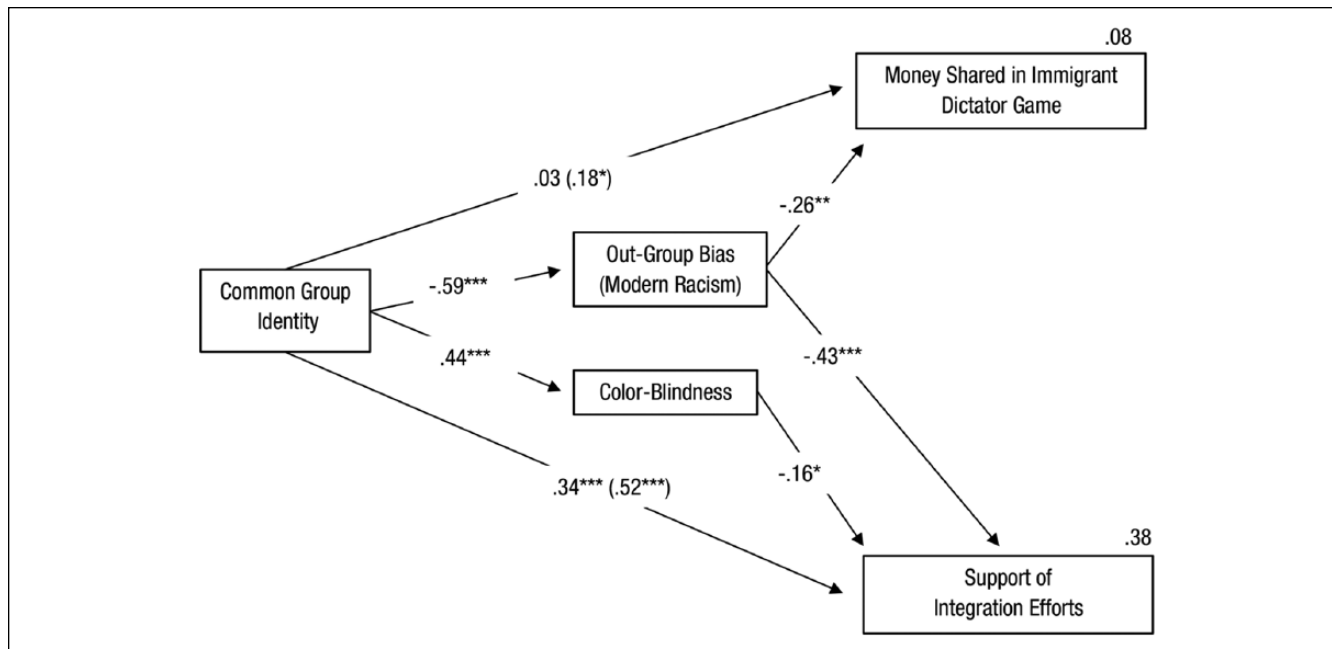 .08
Money Shared in Immigrant
Dictator Game
.03 (.18*)
-.26**
Out-Group Bias
(Modern Racism)
Common Group
Identity
-.59***
.44***
-.43***
Color-Blindness
-.16*
.34*** (.52***)
.38
Support of
Integration Efforts